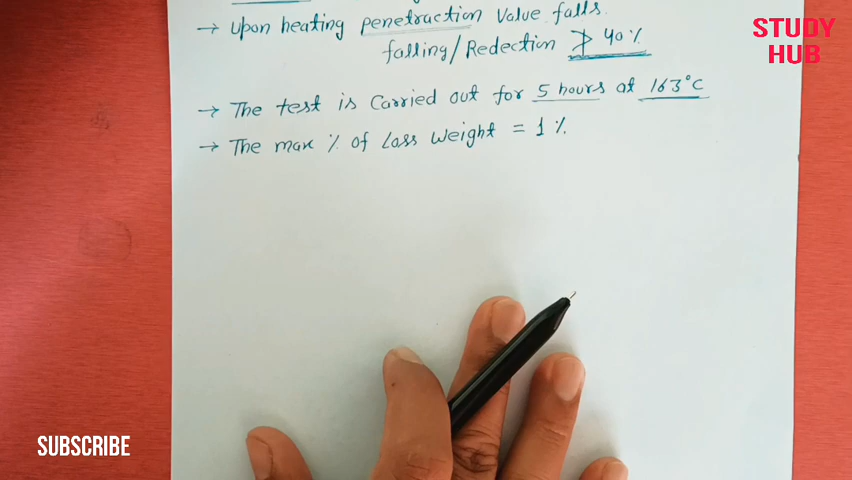 → Upon heating penetraction value falls.
falling/Redection ≯ 40%
→ The test is Carried out for 5 hours at 163°C
→ The max % of Loss Weight = 1%
STUDY
HUB
SUBSCRIBE